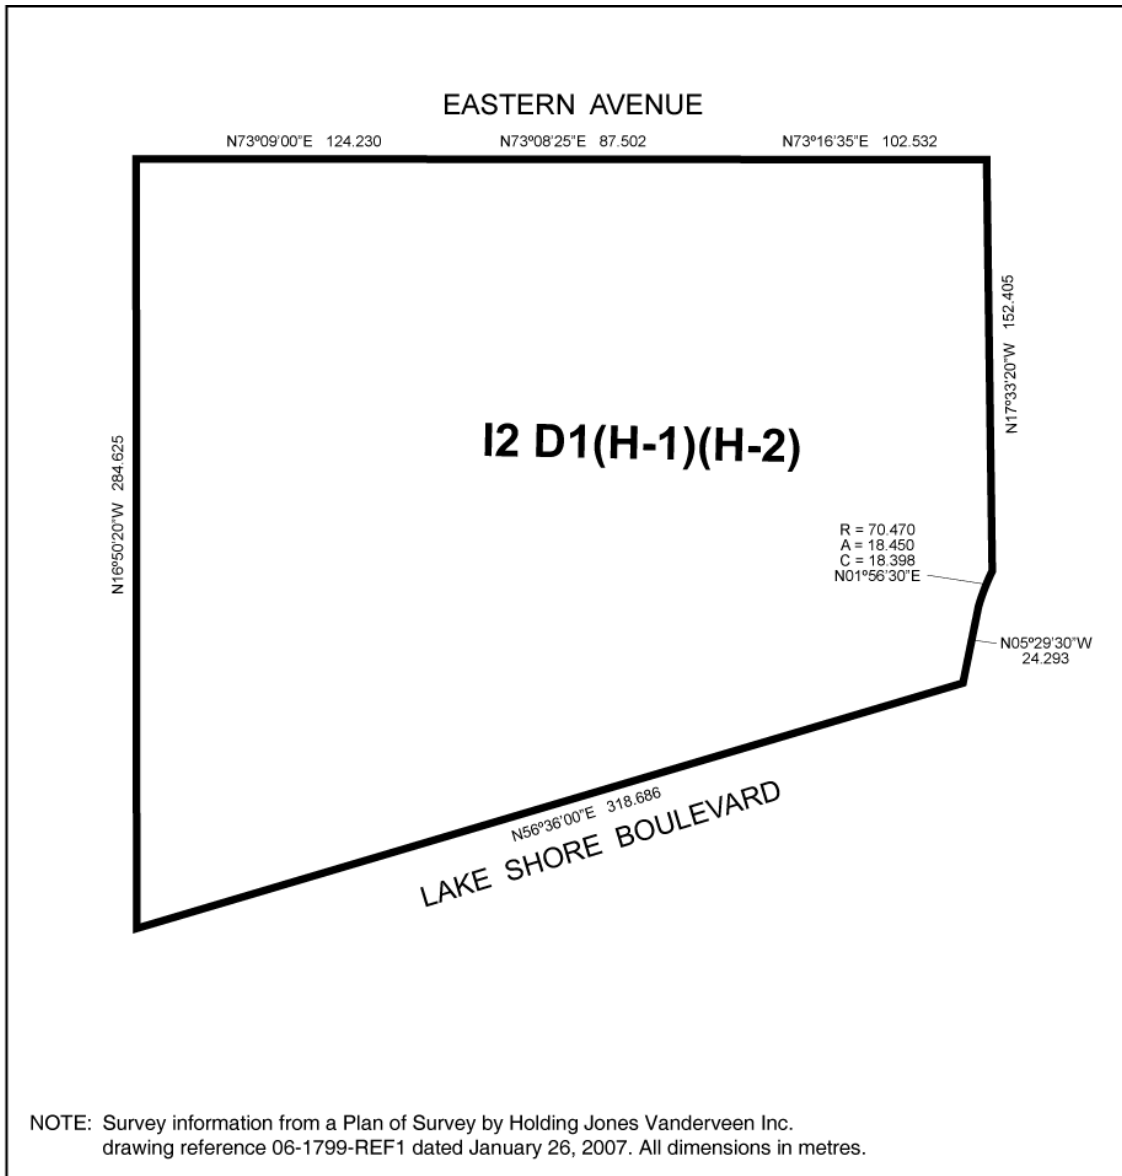 EASTERN AVENUE
N73º09’00”E 124.230
N73º08’25”E 87.502
N73º16’35”E 102.532
N17º33’20”W 152.405
N16º50’20”W 284.625
I2 D1(H-1)(H-2)
R = 70.470
A = 18.450
C = 18.398
N01º56’30”E
N05º29’30”W
24.293
N56º36’00”E 318.686
LAKE SHORE BOULEVARD
NOTE: Survey information from a Plan of Survey by Holding Jones Vanderveen Inc.
drawing reference 06-1799-REF1 dated January 26, 2007. All dimensions in metres.